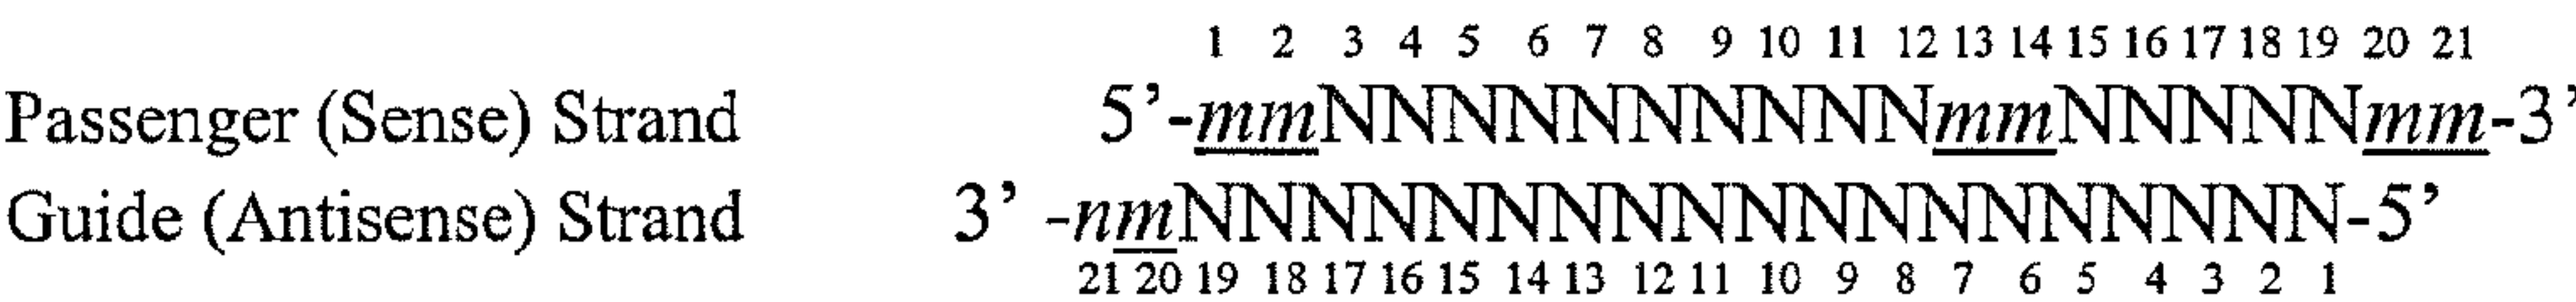 1 2 3 4 5 6 7 8 9 10 11 12 13 14 15 16 17 18 19 20 21
Passenger (Sense) Strand 5’-mmNNNNNNNNNNmmNNNNNmm-3’
Guide (Antisense) Strand 3’ -nmNNNNNNNNNNNNNNNNNNN-5’
21 20 19 18 17 16 15 14 13 12 11 10 9 8 7 6 5 4 3 2 1